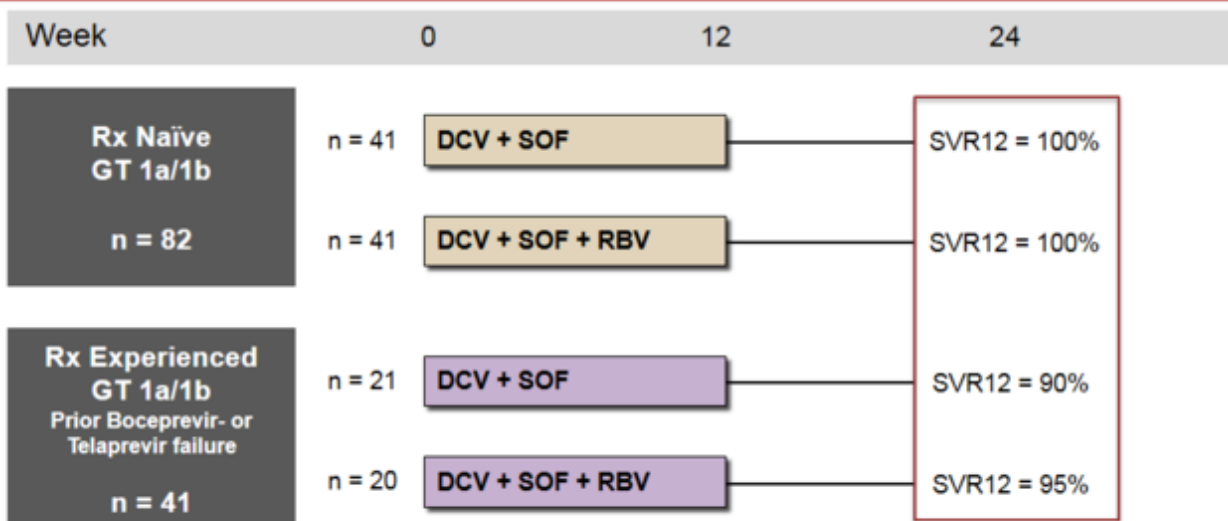 Week 0 12 24
Rx Naïve
GT 1a/1b
n = 82
n = 41 DCV + SOF SVR12 = 100%
n = 41 DCV + SOF + RBV SVR12 = 100%
Rx Experienced
GT 1a/1b
Prior Boceprevir- or
Telaprevir failure
n = 41
n = 21 DCV + SOF SVR12 = 90%
n = 20 DCV + SOF + RBV SVR12 = 95%